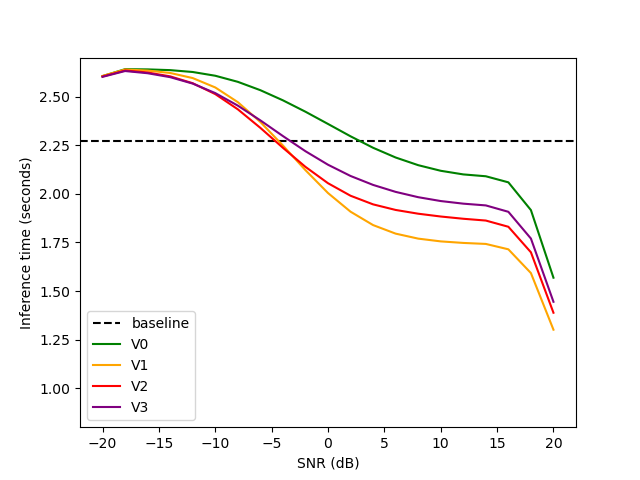 2.50
2.25
2.00
1.75
1.50
1.25
1.00
Inference time (seconds)
baseline
V0
V1
V2
V3
−20 −15 −10 −5 0 5 10 15 20
SNR (dB)